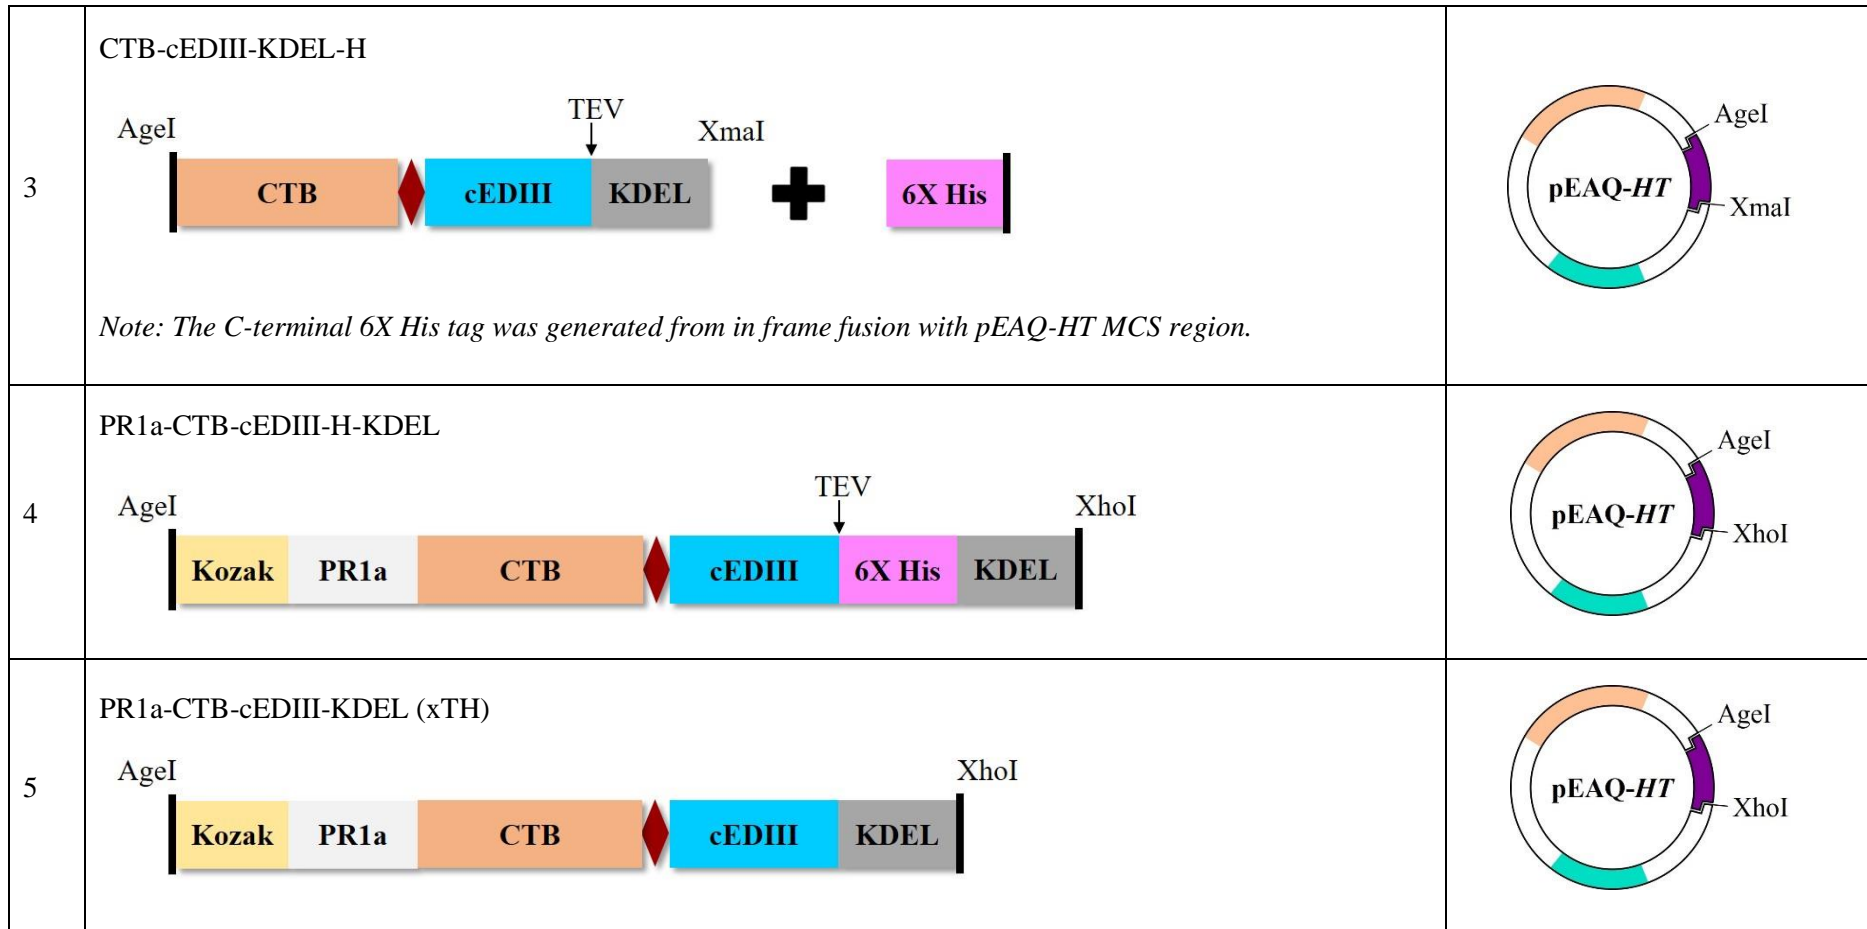 3
CTB-cEDIII-KDEL-H
AgeI
TEV
XmaI
CTB
cEDIII
KDEL
6X His
Note: The C-terminal 6X His tag was generated from in frame fusion with pEAQ-HT MCS region.
pEAQ-HT
AgeI
XmaI
4
PR1a-CTB-cEDIII-H-KDEL
AgeI
TEV
XhoI
Kozak
PR1a
CTB
cEDIII
6X His
KDEL
pEAQ-HT
AgeI
XhoI
5
PR1a-CTB-cEDIII-KDEL (xTH)
AgeI
XhoI
Kozak
PR1a
CTB
cEDIII
KDEL
pEAQ-HT
AgeI
XhoI